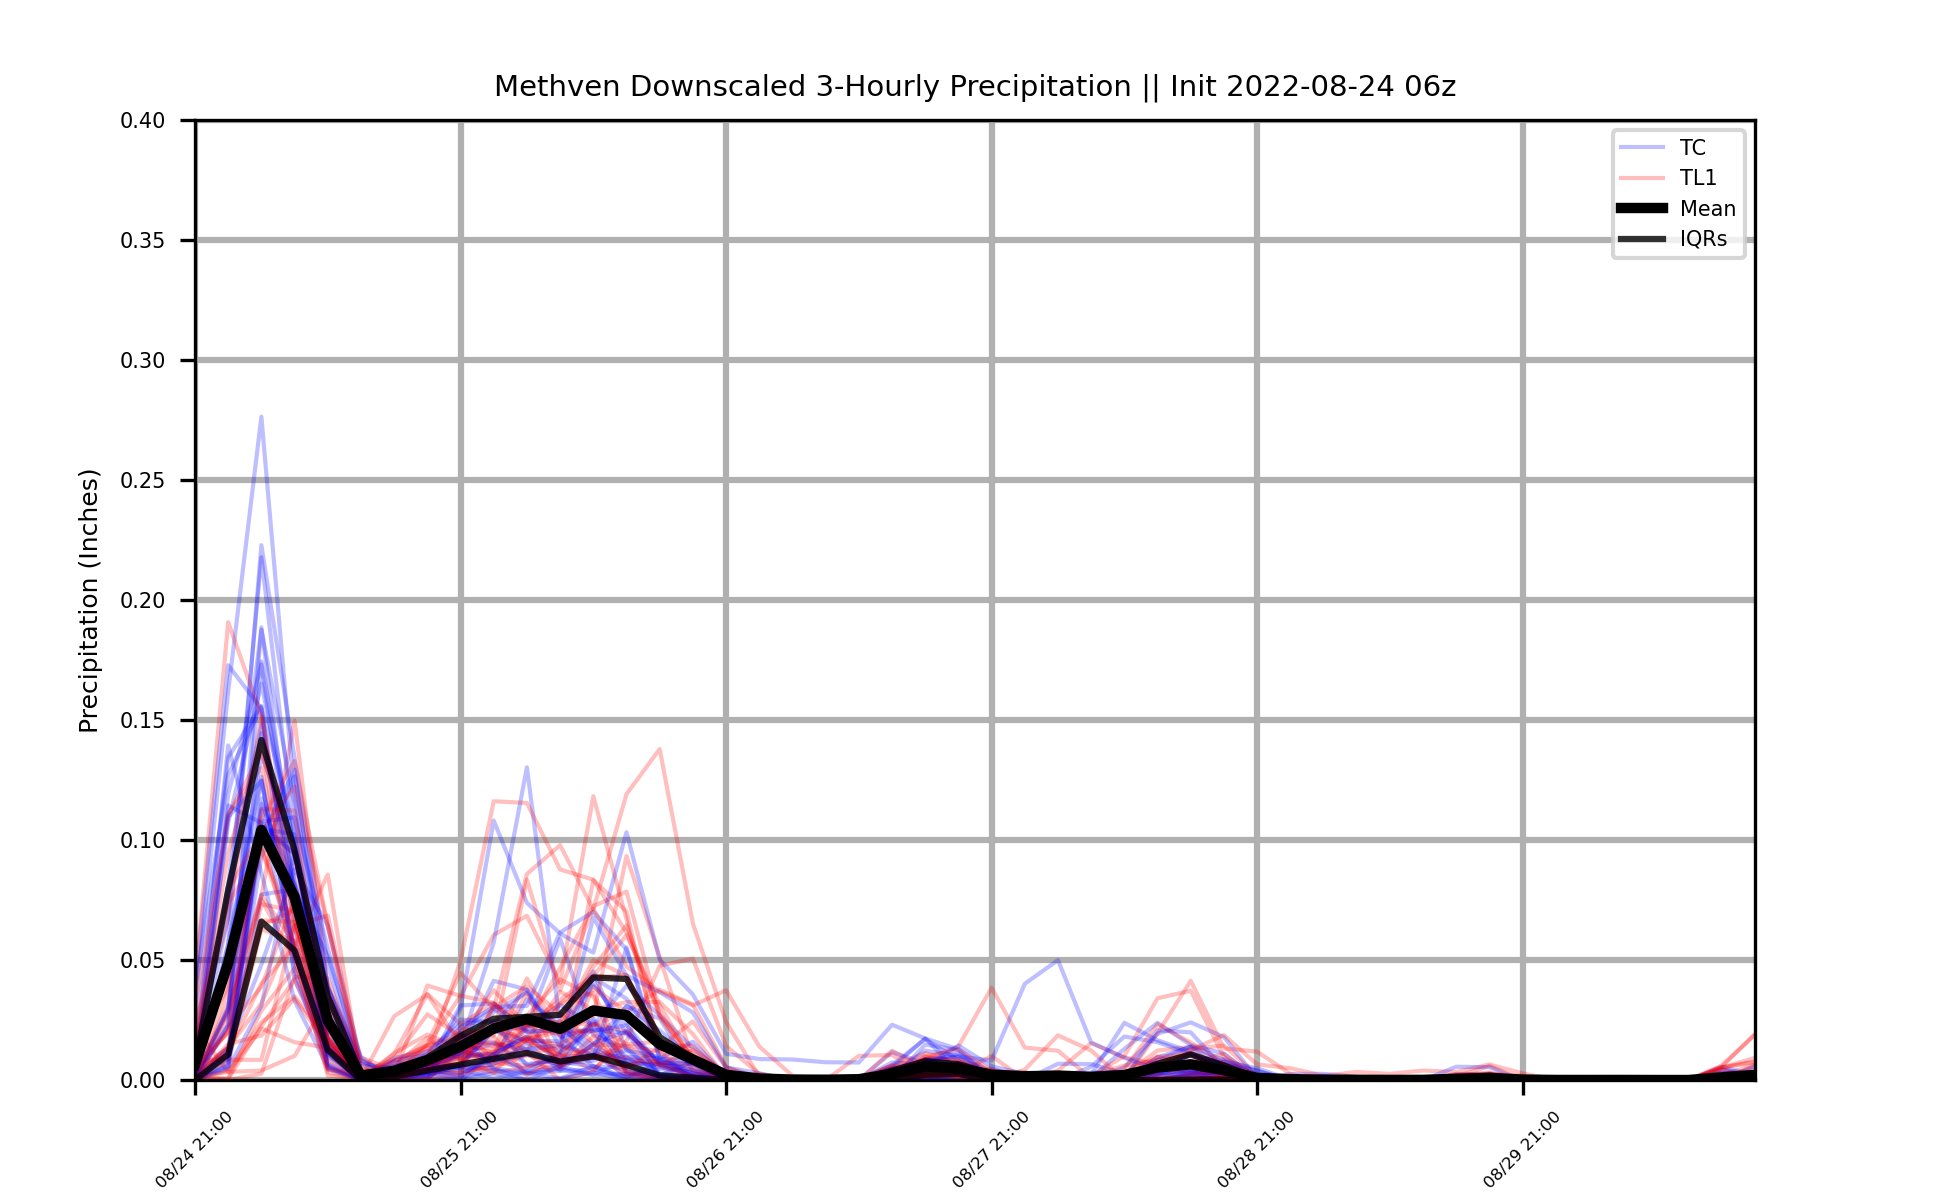 Methven Downscaled 3-Hourly Precipitation || Init 2022-08-24 06z
TC
TL1
Mean
IQRs
Precipitation (Inches)
0.40
0.35
0.30
0.25
0.20
0.15
0.10
0.05
0.00
08/24 21:00
08/25 21:00
08/26 21:00
08/27 21:00
08/28 21:00
08/29 21:00